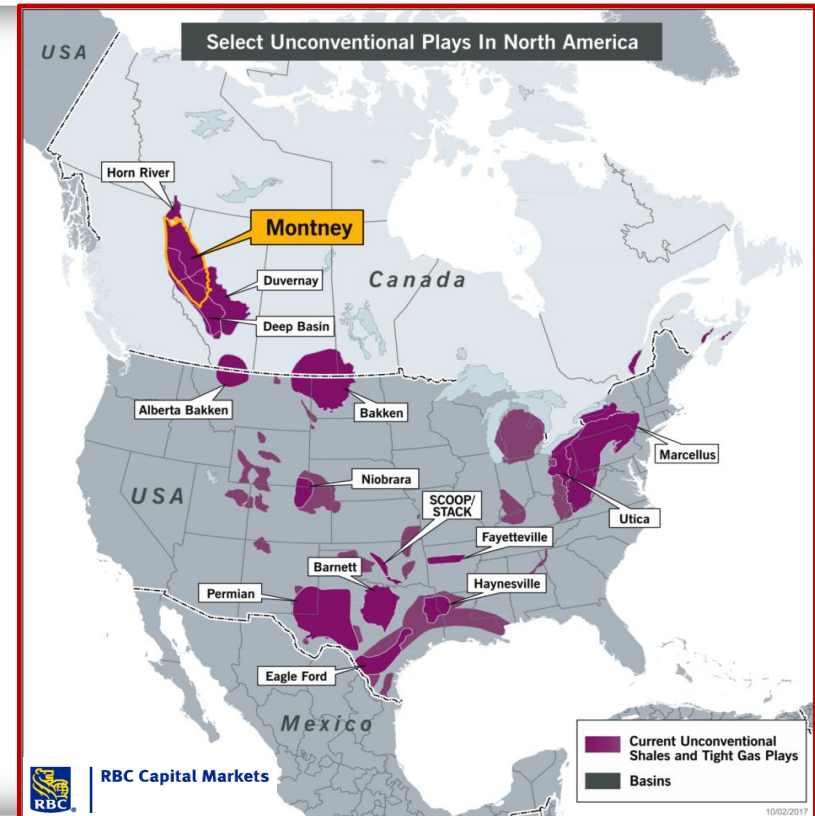 Select Unconventional Plays In North America
USA
Horn River
Montney
Duvernay
Canada
Deep Basin
Alberta Bakken
Bakken
Marcellus
Niobrara
USA
SCOOP/
STACK
Utica
Fayetteville
Barnett
Haynesville
Permian
Eagle Ford
Mexico
Current Unconventional
Shales and Tight Gas Plays
Basins
RBC Capital Markets
RBC
®
10/02/2017